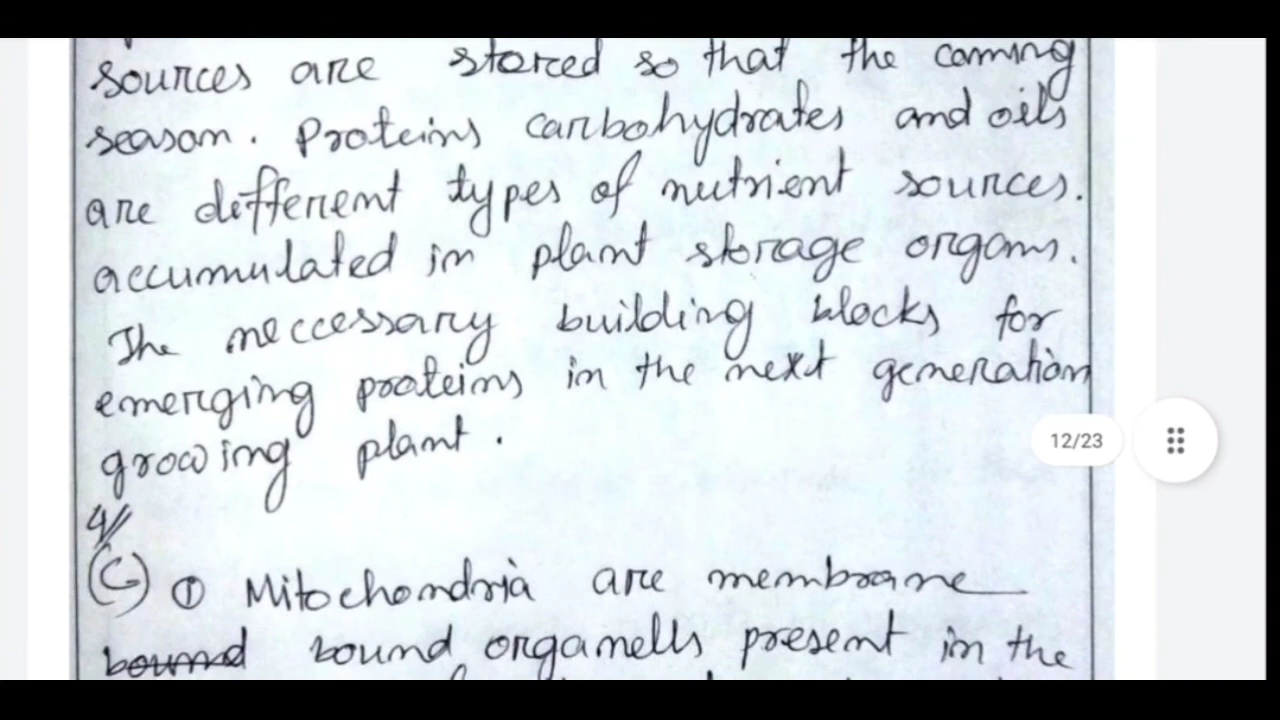 sources are stored so that the coming
season. Proteins carbohydrates and oils
are different types of nutrient sources.
accumulated in plant storage organs.
The neccessary building blocks for
emerging proteins in the next generation
growing plant.
12/23
4//
(C) ① Mitochondria are membrane
bound bound organells present in the